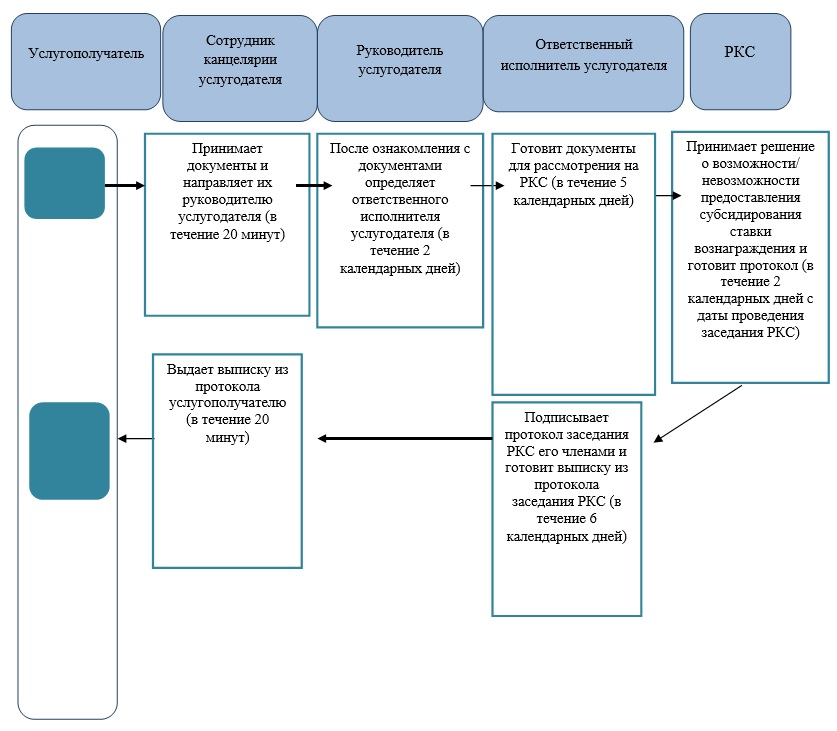 Услугополучатель
Сотрудник
канцелярии
услугодателя
Руководитель
услугодателя
Ответственный
исполнитель услугодателя
РКС
Принимает
документы и
направляет их
руководителю
услугодателя (в
течение 20 минут)
После ознакомления с
документами
определяет
ответственного
исполнителя
услугодателя (в
течение 2
календарных дней)
Готовит документы
для рассмотрения на
РКС (в течение 5
календарных дней)
Принимает решение
о возможности/
невозможности
предоставления
субсидирования
ставки
вознаграждения и
готовит протокол (в
течение 2
календарных дней с
даты проведения
заседания РКС)
Выдает выписку из
протокола
услугополучателю
(в течение 20
минут)
Подписывает
протокол заседания
РКС его членами и
готовит выписку из
протокола
заседания РКС (в
течение 6
календарных дней)